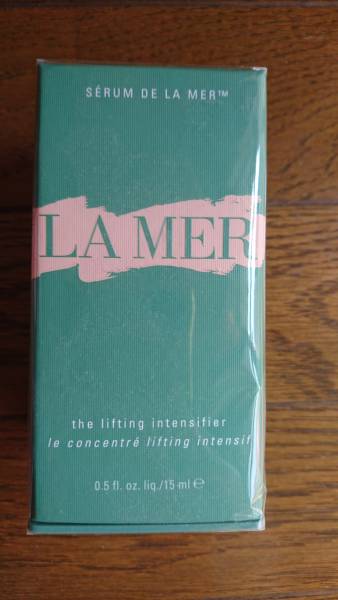 SÉRUM DE LA MER™
LA MER
the lifting intensifier
le concentré lifting intensif
0.5 fl. oz. liq./15 ml ℮